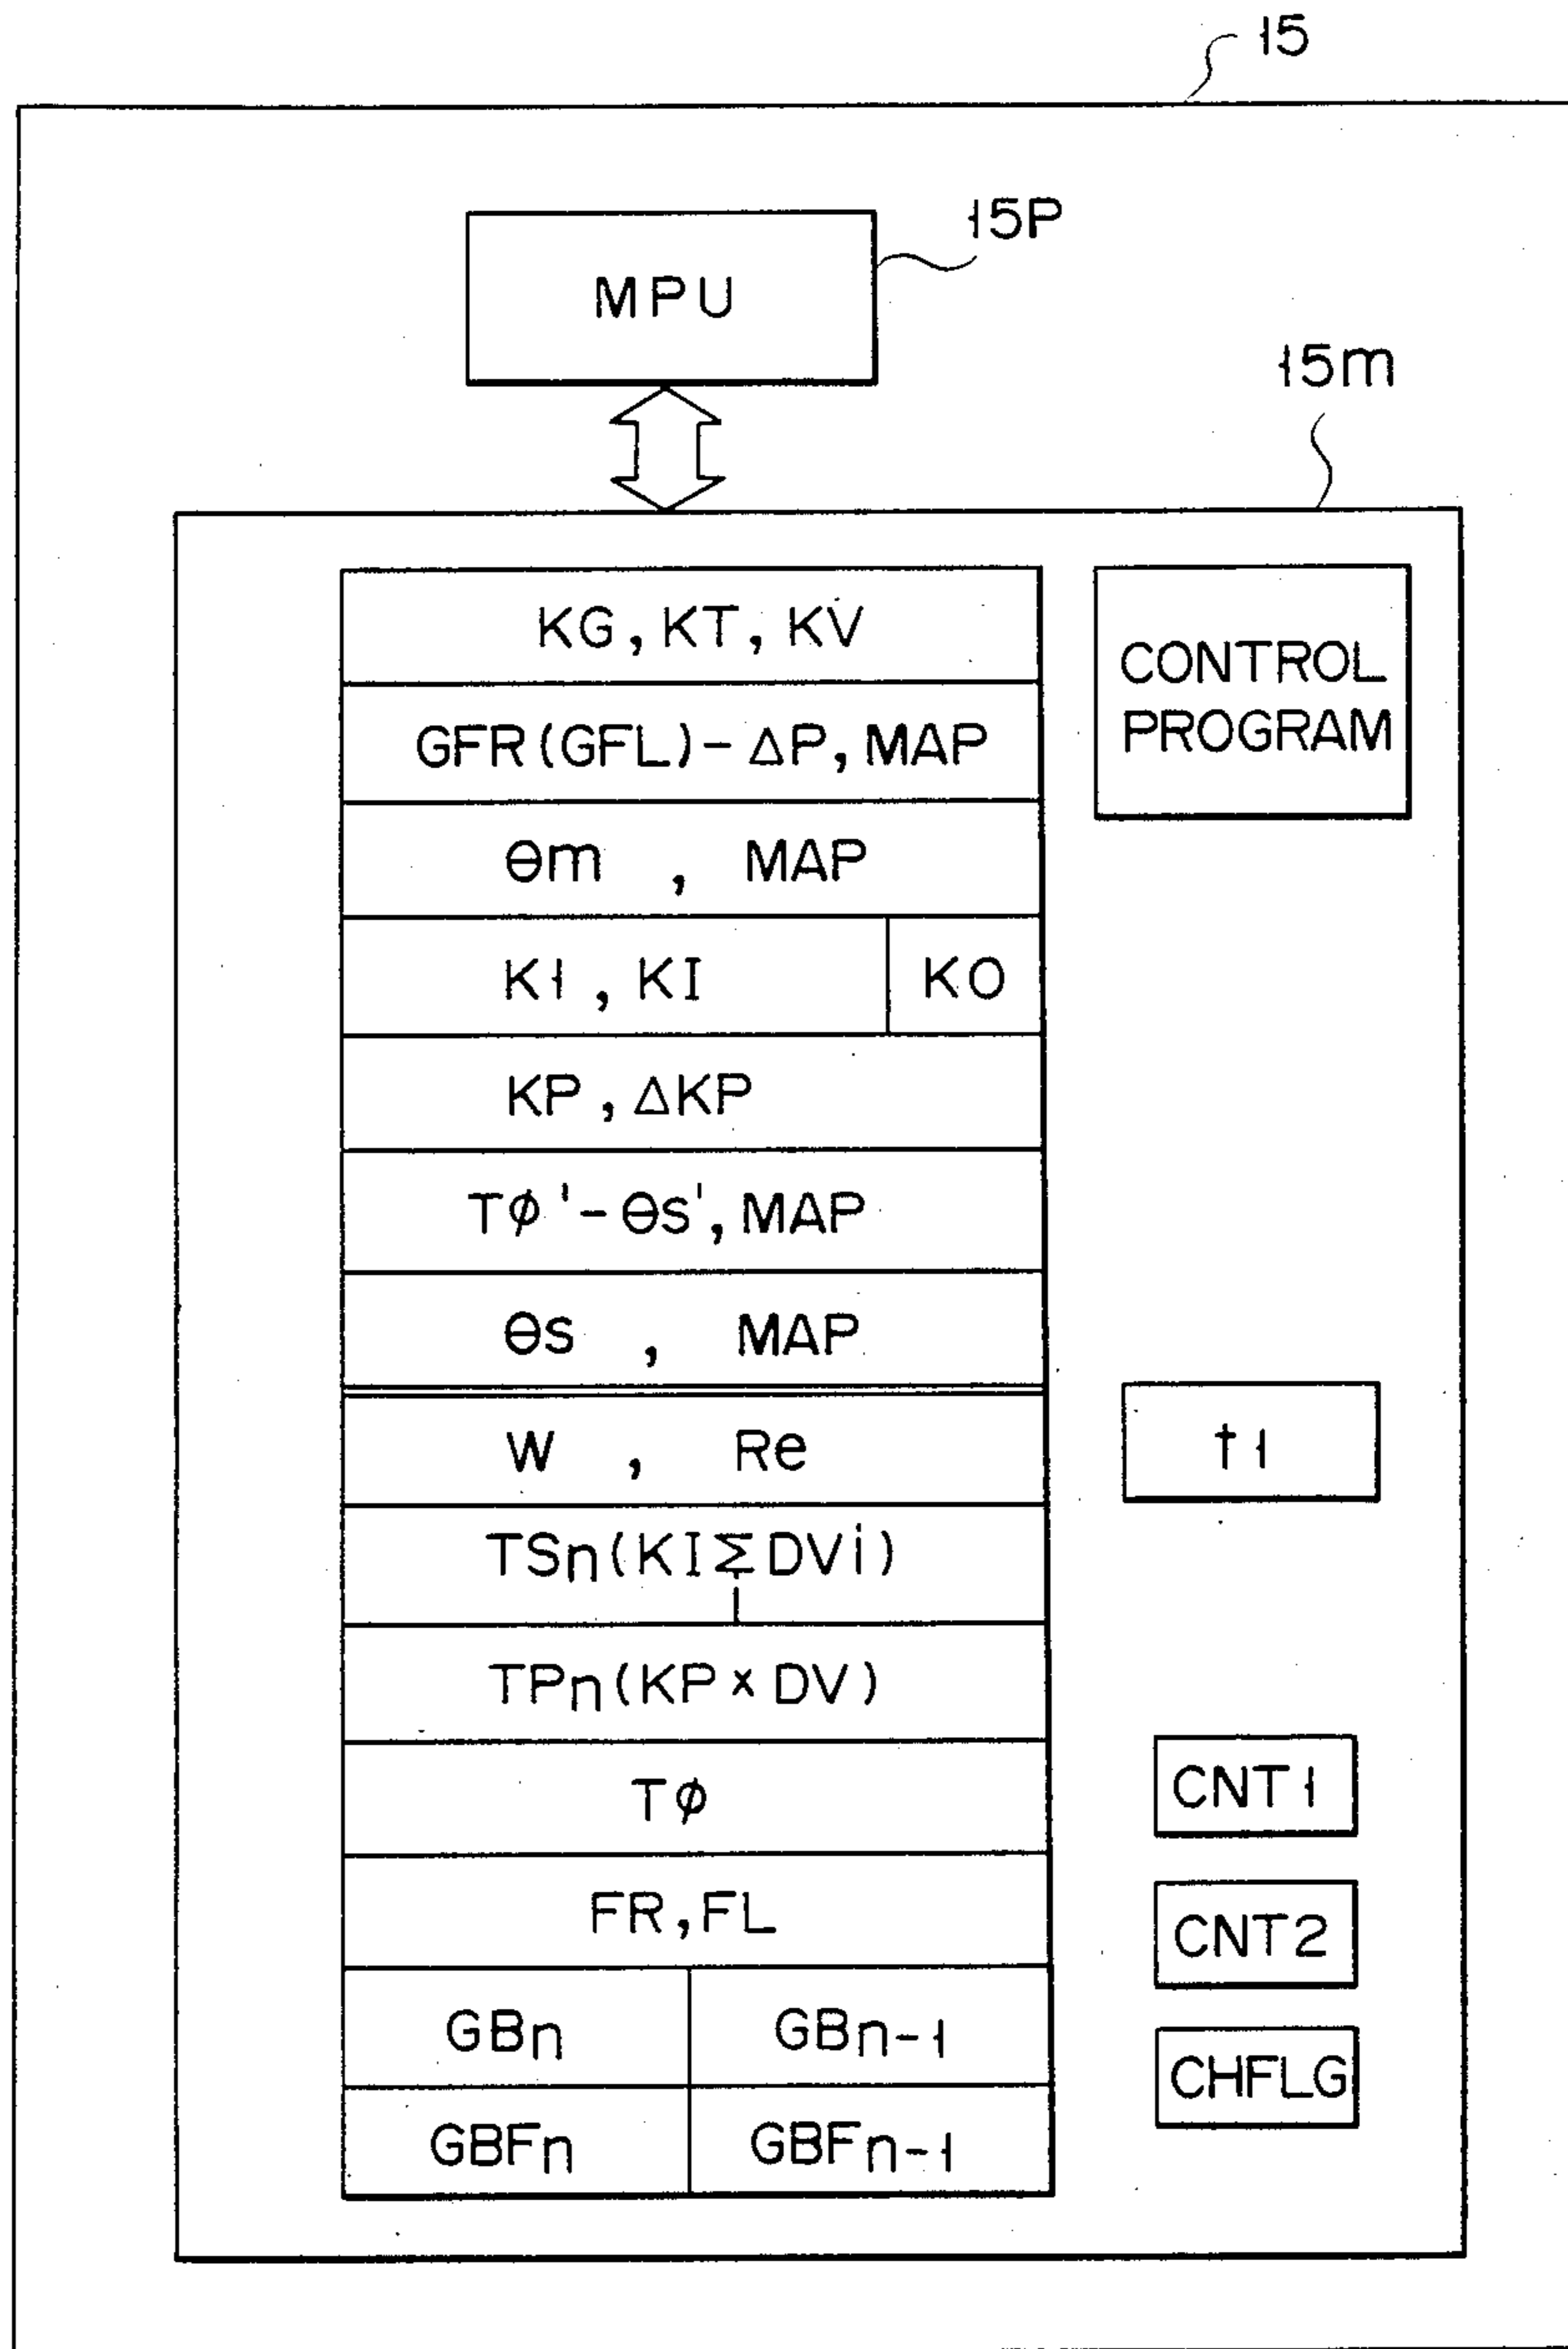 15
15P
MPU
15m
KG, KT, KV
CONTROL
PROGRAM
GFR(GFL)-ΔP, MAP
θm , MAP
K1, KI
KO
KP, ΔKP
Tφ'-θs', MAP
θs , MAP
W , Re
t1
TSn(KIΣDVi)
1
TPn(KP×DV)
CNT1
Tφ
FR, FL
CNT2
GBn
GBn-1
CHFLG
GBFn
GBFn-1